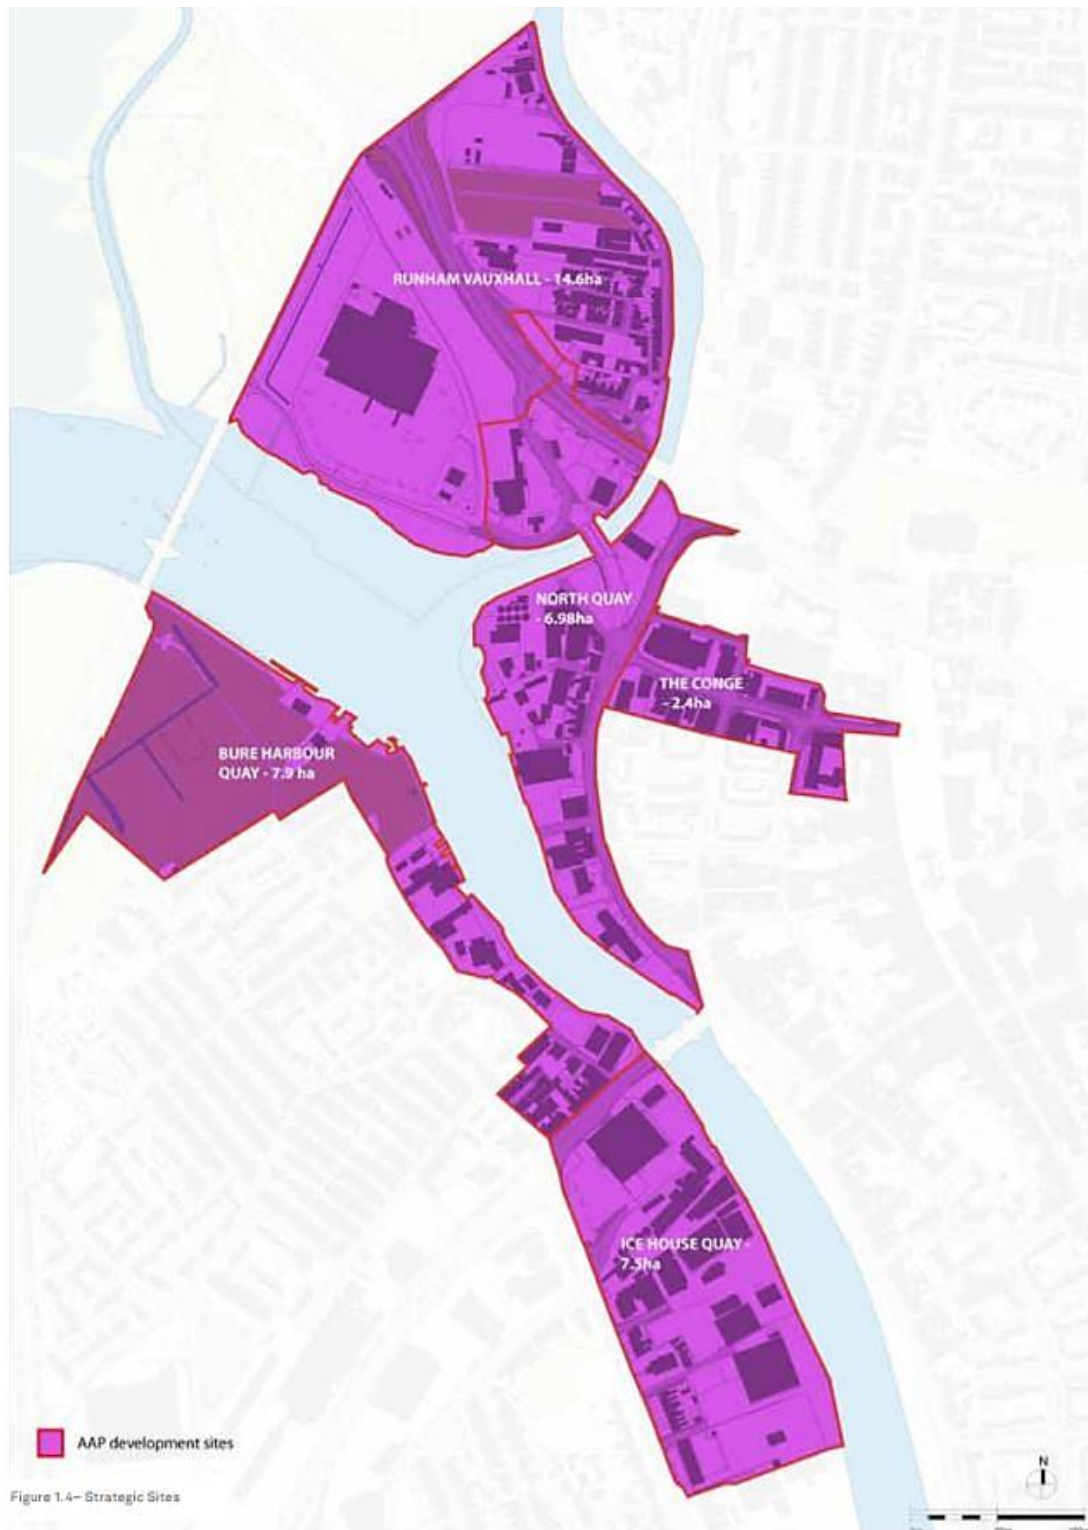 RUNHAM VAUXHALL - 14.6ha
NORTH QUAY
- 6.98ha
THE CONGE
- 2.4ha
BURE HARBOUR
QUAY - 7.9 ha
ICE HOUSE QUAY -
7.5ha
AAP development sites
N
Figure 1.4– Strategic Sites